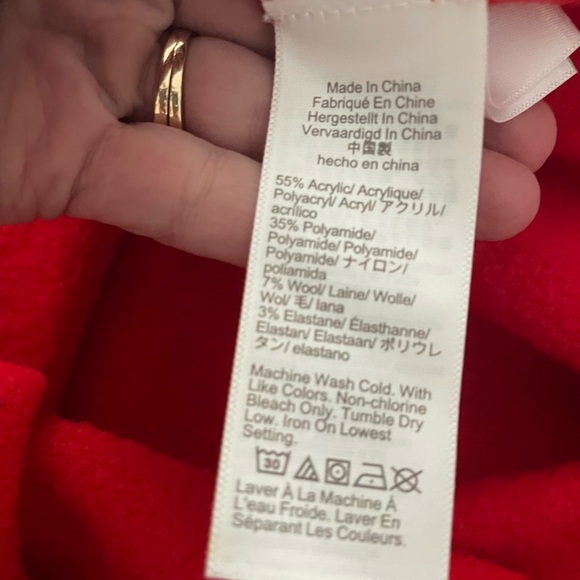 Made In China
Fabriqué En Chine
Hergestellt In China
Vervaardigd In China
中国製
hecho en china
55% Acrylic/ Acrylique/
Polyacryl/ Acryl/ アクリル/
acrílico
35% Polyamide/
Polyamide/ Polyamide/
Polyamide/ ナイロン/
poliamida
7% Wool/ Laine/ Wolle/
Wol/ 毛/ lana
3% Elastane/ Élasthanne/
Elastan/ Elastaan/ ポリウレ
タン/ elastano
Machine Wash Cold. With
Like Colors. Non-chlorine
Bleach Only. Tumble Dry
Low. Iron On Lowest
Setting.
30
Laver À La Machine À
L'eau Froide. Laver En
Séparant Les Couleurs.